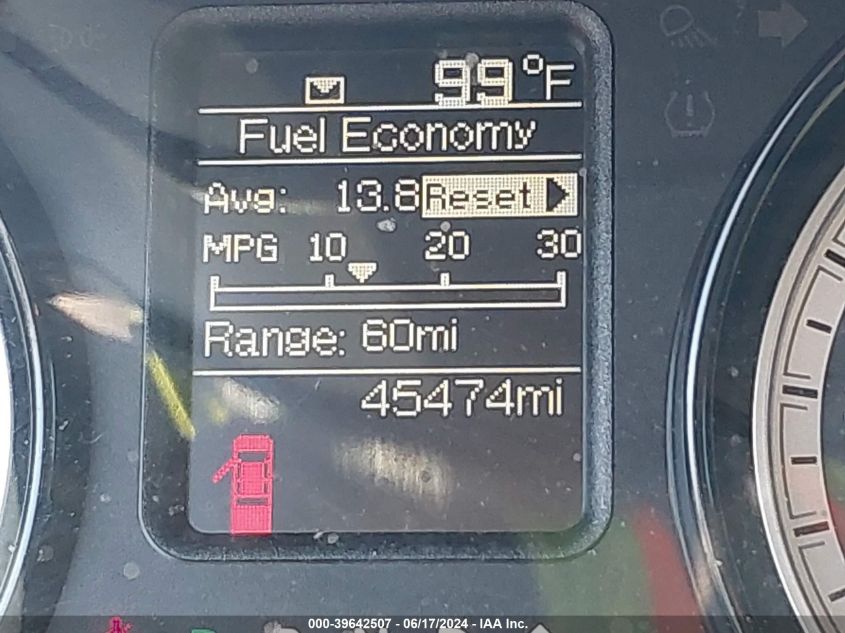 99°F
Fuel Economy
Avg: 13.8 Reset
MPG 10 20 30
Range: 60mi
45474mi
000-39642507 - 06/17/2024 - IAA Inc.